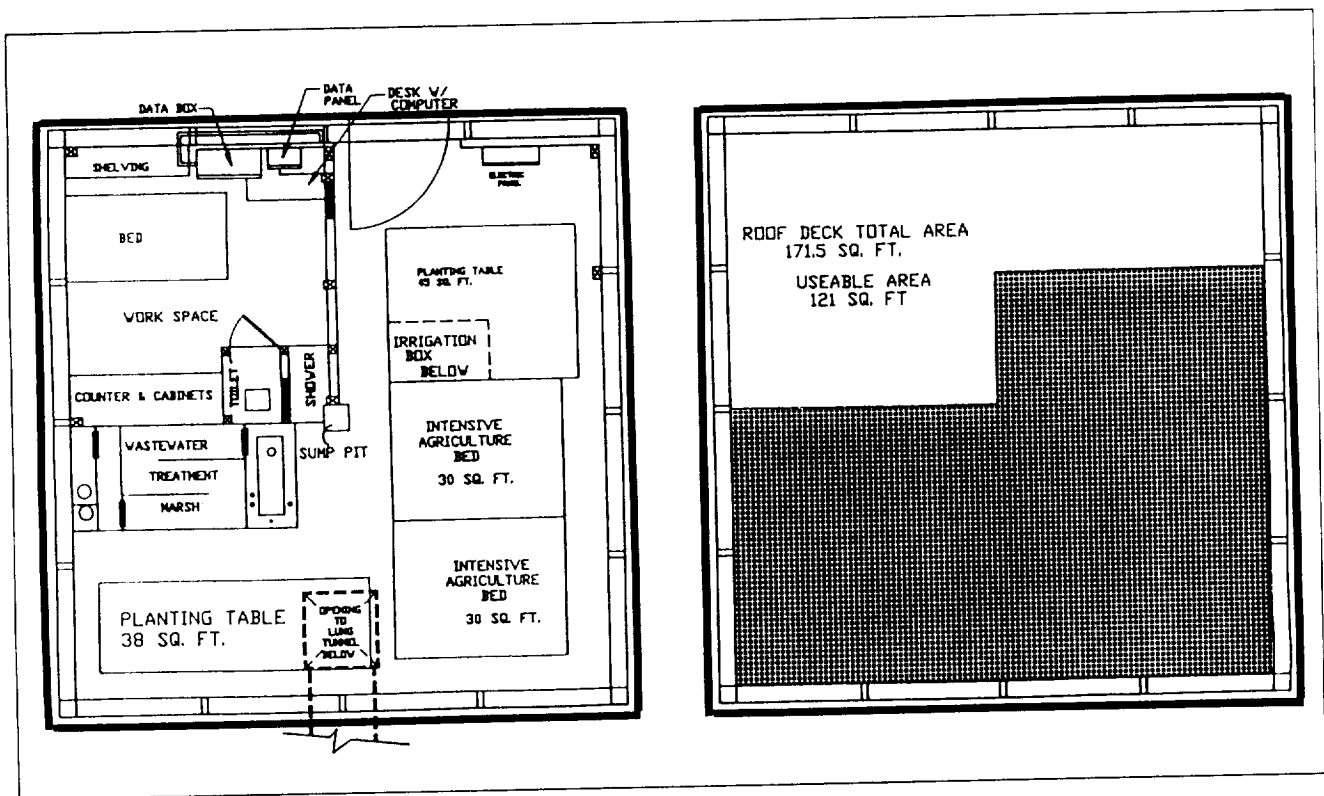 DATA BOX
DATA
PANEL
DESK W/
COMPUTER
SHELVING
ELECTRIC
PANEL
BED
PLANTING TABLE
45 SQ. FT.
WORK SPACE
IRRIGATION
BOX
BELOW
TOILET
SHOWER
COUNTER & CABINETS
WASTEWATER
TREATMENT
MARSH
SUMP PIT
INTENSIVE
AGRICULTURE
BED
30 SQ. FT.
INTENSIVE
AGRICULTURE
BED
30 SQ. FT.
PLANTING TABLE
38 SQ. FT.
OPENING
TO
LUNG
TUNNEL
BELOW
ROOF DECK TOTAL AREA
171.5 SQ. FT.
USEABLE AREA
121 SQ. FT